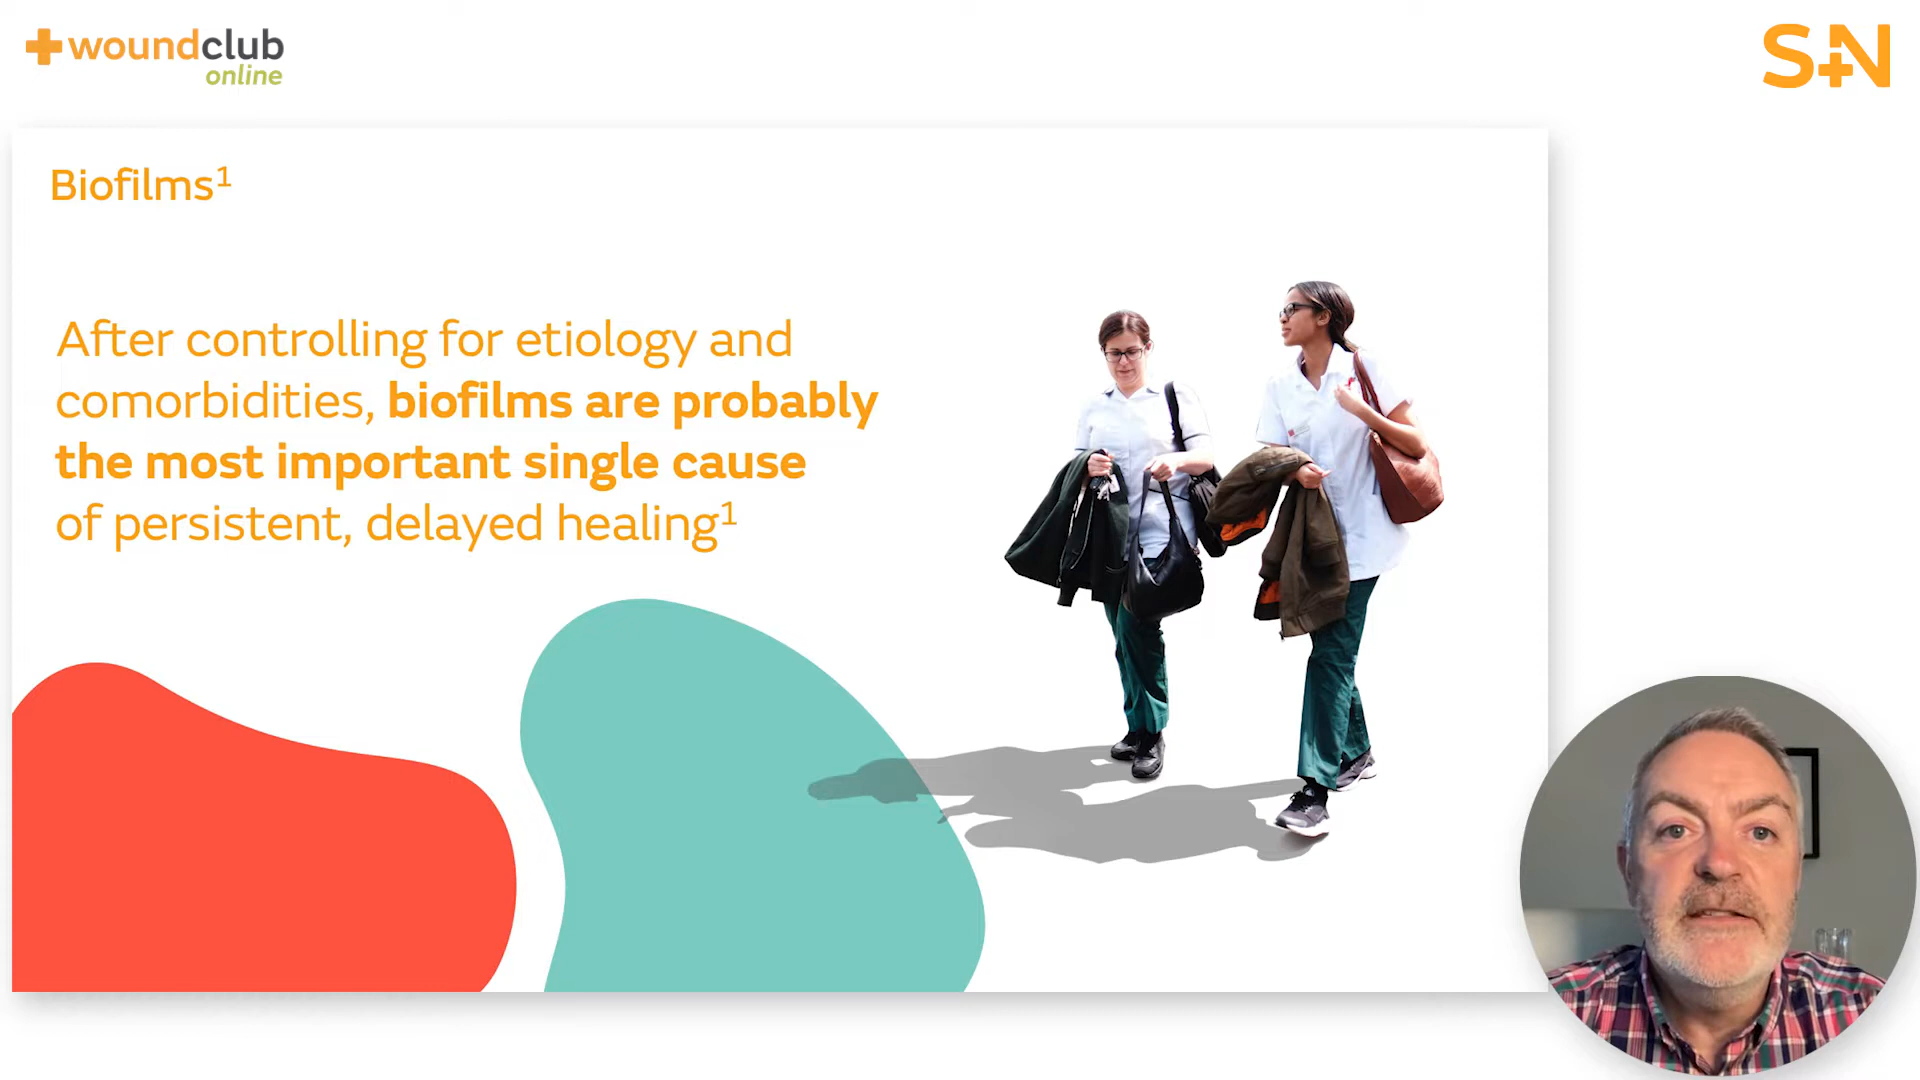 woundclub
online
S+N
Biofilms¹
After controlling for etiology and
comorbidities, biofilms are probably
the most important single cause
of persistent, delayed healing¹